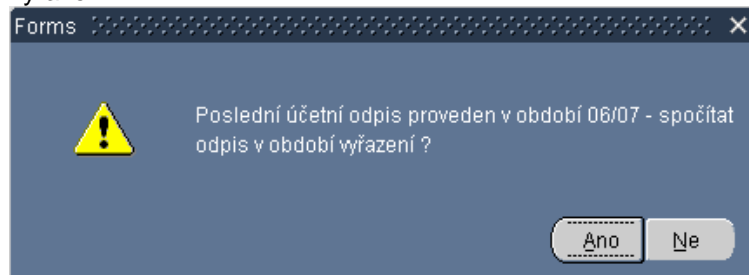 Forms
Poslední účetní odpis proveden v období 06/07 - spočítat
odpis v období vyřazení ?
Ano Ne